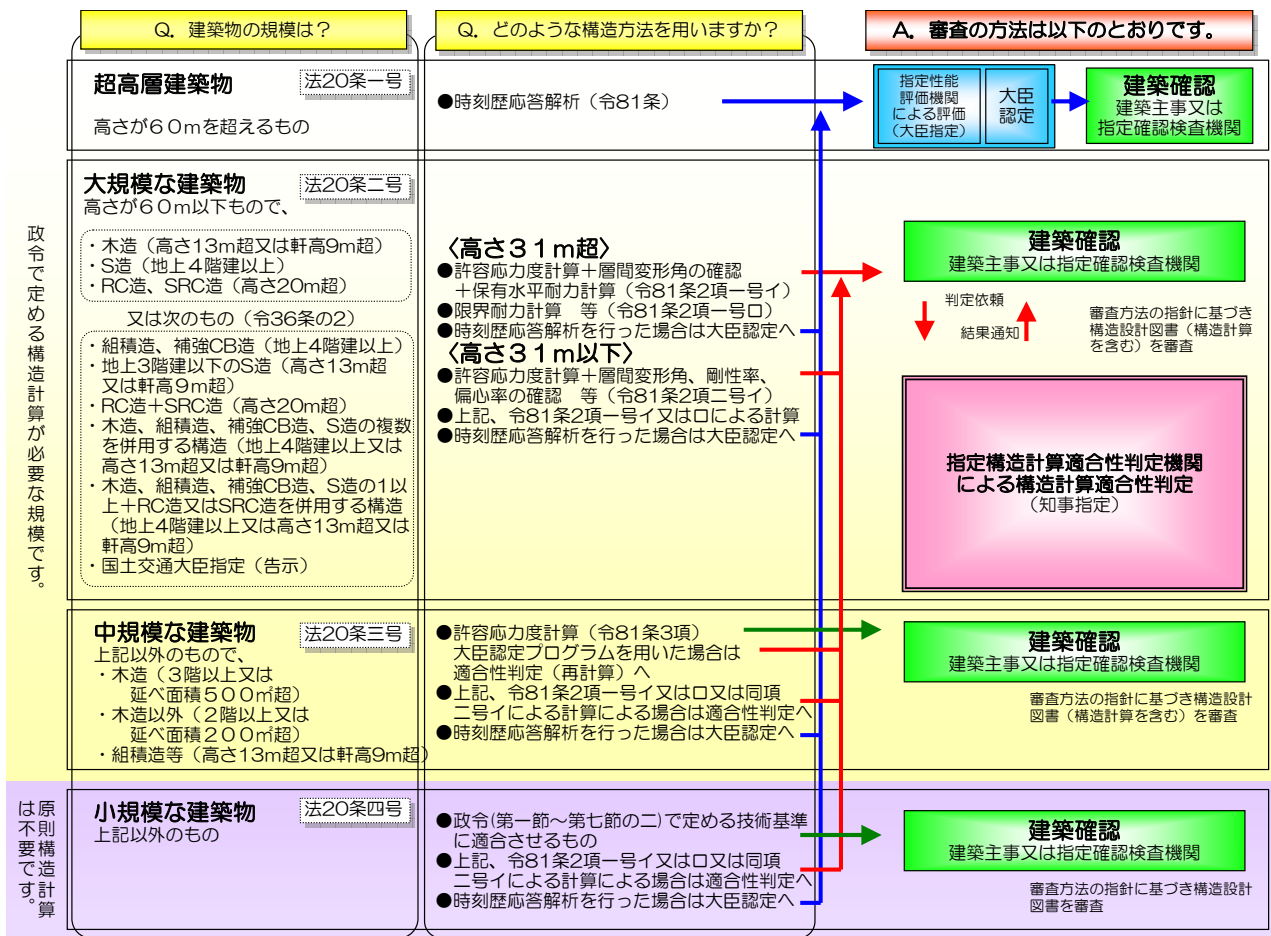 Q. 建築物の規模は？
Q. どのような構造方法を用いますか？
A. 審査の方法は以下のとおりです。
超高層建築物
法20条一号
高さが６０ｍを超えるもの
●時刻歴応答解析（令81条）
指定性能
評価機関
による評価
（大臣指定）
大臣
認定
建築確認
建築主事又は
指定確認検査機関
政令で定める構造計算が必要な規模です。
大規模な建築物
法20条二号
高さが６０ｍ以下もので、
・木造（高さ13m超又は軒高9m超）
・S造（地上４階建以上）
・RC造、SRC造（高さ20m超）
又は次のもの（令36条の2）
・組積造、補強CB造（地上4階建以上）
・地上3階建以下のS造（高さ13m超
又は軒高9ｍ超）
・RC造＋SRC造（高さ20m超）
・木造、組積造、補強CB造、S造の複数
を併用する構造（地上4階建以上又は
高さ13m超又は軒高9m超）
・木造、組積造、補強CB造、S造の1以
上＋RC造又はSRC造を併用する構造
（地上4階建以上又は高さ13m超又は
軒高9m超）
・国土交通大臣指定（告示）
〈高さ３１ｍ超〉
●許容応力度計算＋層間変形角の確認
＋保有水平耐力計算（令81条2項一号イ）
●限界耐力計算　等（令81条2項一号ロ）
●時刻歴応答解析を行った場合は大臣認定へ
〈高さ３１ｍ以下〉
●許容応力度計算＋層間変形角、剛性率、
偏心率の確認　等（令81条2項二号イ）
●上記、令81条2項一号イ又はロによる計算
●時刻歴応答解析を行った場合は大臣認定へ
建築確認
建築主事又は指定確認検査機関
判定依頼
結果通知
審査方法の指針に基づき
構造設計図書（構造計算
を含む）を審査
指定構造計算適合性判定機関
による構造計算適合性判定
（知事指定）
中規模な建築物
法20条三号
上記以外のもので、
・木造（３階以上又は
延べ面積５００㎡超）
・木造以外（２階以上又は
延べ面積２００㎡超）
・組積造等（高さ13m超又は軒高9m超）
●許容応力度計算（令81条3項）
大臣認定プログラムを用いた場合は
適合性判定（再計算）へ
●上記、令81条2項一号イ又はロ又は同項
二号イによる計算による場合は適合性判定へ
●時刻歴応答解析を行った場合は大臣認定へ
建築確認
建築主事又は指定確認検査機関
審査方法の指針に基づき構造設計
図書（構造計算を含む）を審査
原則構造計算
は不要です。
小規模な建築物
法20条四号
上記以外のもの
●政令(第一節～第七節の二)で定める技術基準
に適合させるもの
●上記、令81条2項一号イ又はロ又は同項
二号イによる計算による場合は適合性判定へ
●時刻歴応答解析を行った場合は大臣認定へ
建築確認
建築主事又は指定確認検査機関
審査方法の指針に基づき構造設計
図書を審査